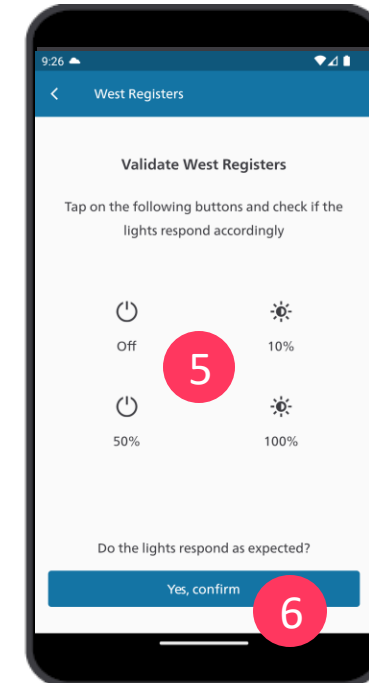 9:26
West Registers
Validate West Registers
Tap on the following buttons and check if the
lights respond accordingly
Off
10%
5
50%
100%
Do the lights respond as expected?
Yes, confirm
6